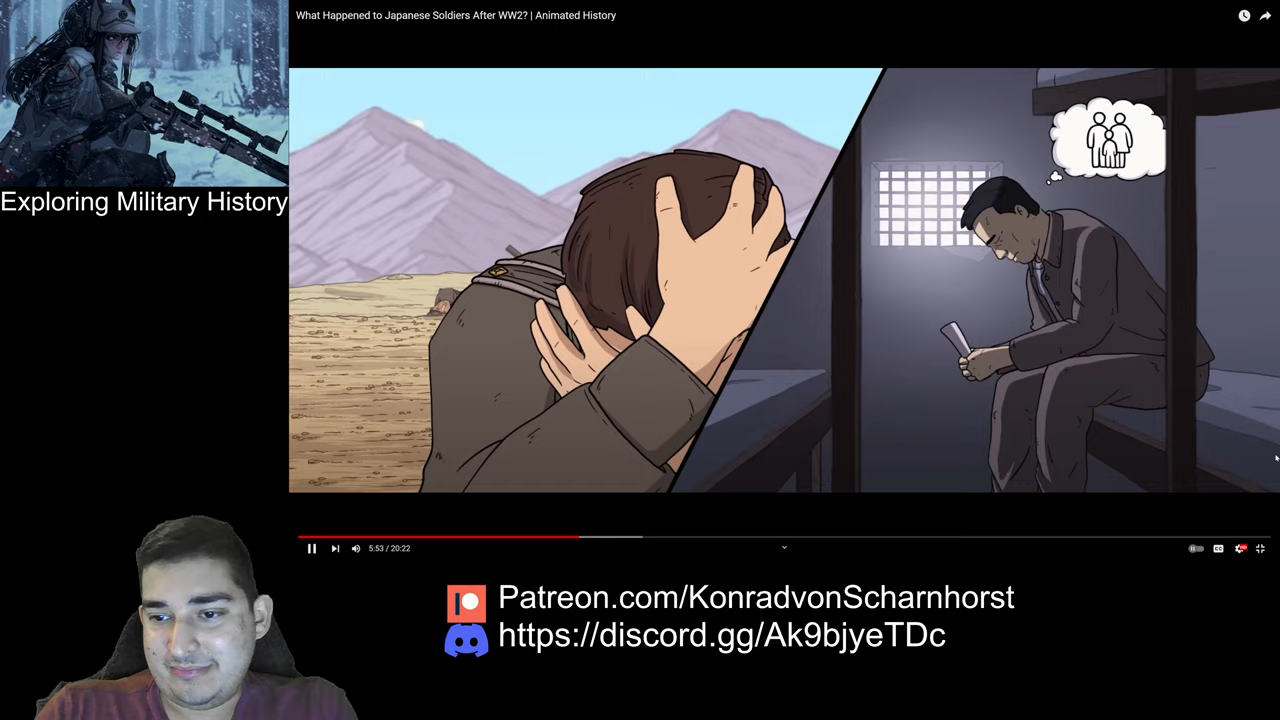 What Happened to Japanese Soldiers After WW2? | Animated History
Exploring Military History
5:53 / 20:22
Patreon.com/KonradvonScharnhorst
https://discord.gg/Ak9bjyeTDc